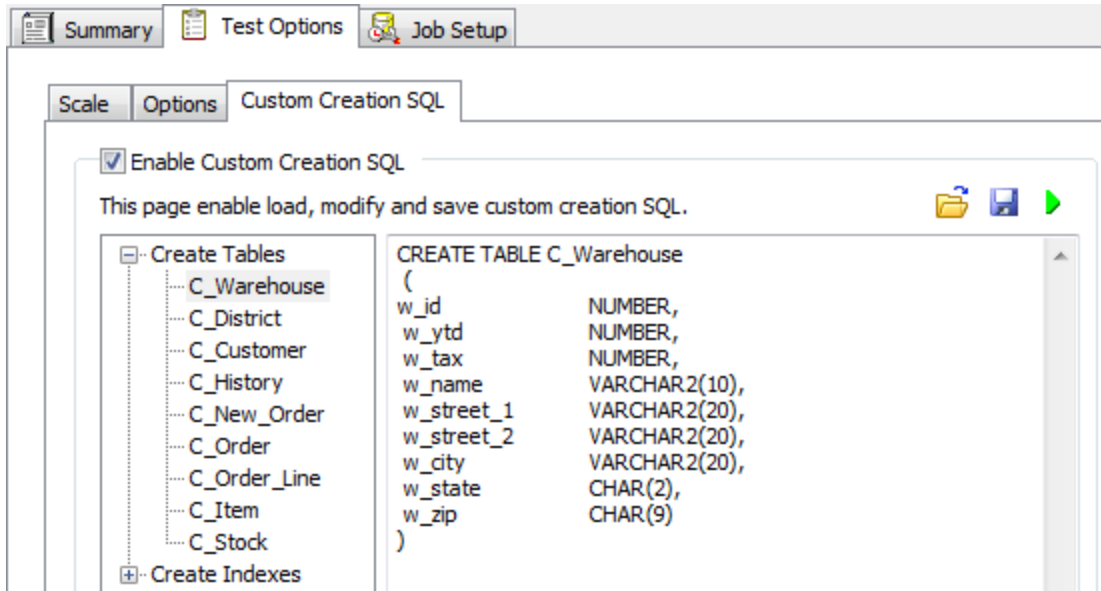 Summary Test Options Job Setup
Scale Options Custom Creation SQL
Enable Custom Creation SQL
This page enable load, modify and save custom creation SQL.
Create Tables
C_Warehouse
C_District
C_Customer
C_History
C_New_Order
C_Order
C_Order_Line
C_Item
C_Stock
Create Indexes
CREATE TABLE C_Warehouse
(
w_id NUMBER,
w_ytd NUMBER,
w_tax NUMBER,
w_name VARCHAR2(10),
w_street_1 VARCHAR2(20),
w_street_2 VARCHAR2(20),
w_city VARCHAR2(20),
w_state CHAR(2),
w_zip CHAR(9)
)